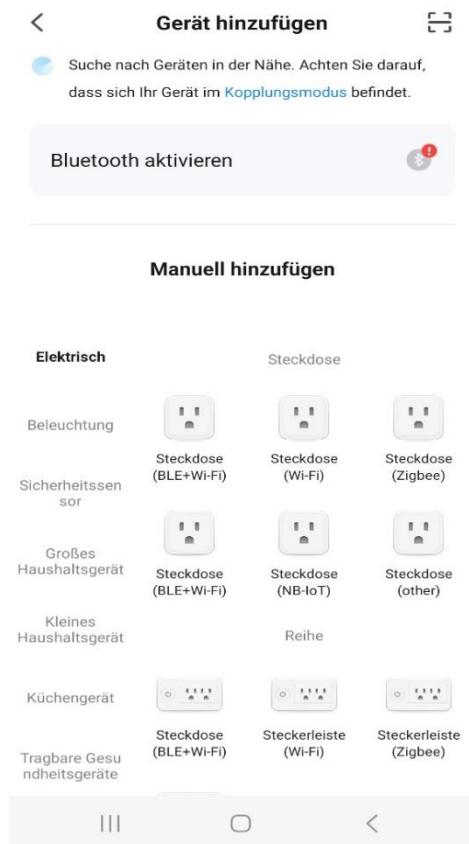 Gerät hinzufügen
Suche nach Geräten in der Nähe. Achten Sie darauf,
dass sich Ihr Gerät im Kopplungsmodus befindet.
Bluetooth aktivieren
Manuell hinzufügen
Elektrisch
Beleuchtung
Sicherheitssen
sor
Großes
Haushaltsgerät
Kleines
Haushaltsgerät
Küchengerät
Tragbare Gesu
ndheitsgeräte
Steckdose
Steckdose
(BLE+Wi-Fi)
Steckdose
(Wi-Fi)
Steckdose
(Zigbee)
Steckdose
(BLE+Wi-Fi)
Steckdose
(NB-IoT)
Steckdose
(other)
Reihe
Steckdose
(BLE+Wi-Fi)
Steckerleiste
(Wi-Fi)
Steckerleiste
(Zigbee)